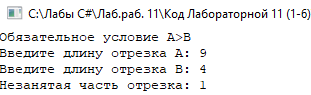 C:\Лабы C#\Лаб.раб. 11\Код Лабораторной 11 (1-6)
Обязательное условие A>B
Введите длину отрезка A: 9
Введите длину отрезка B: 4
Незанятая часть отрезка: 1